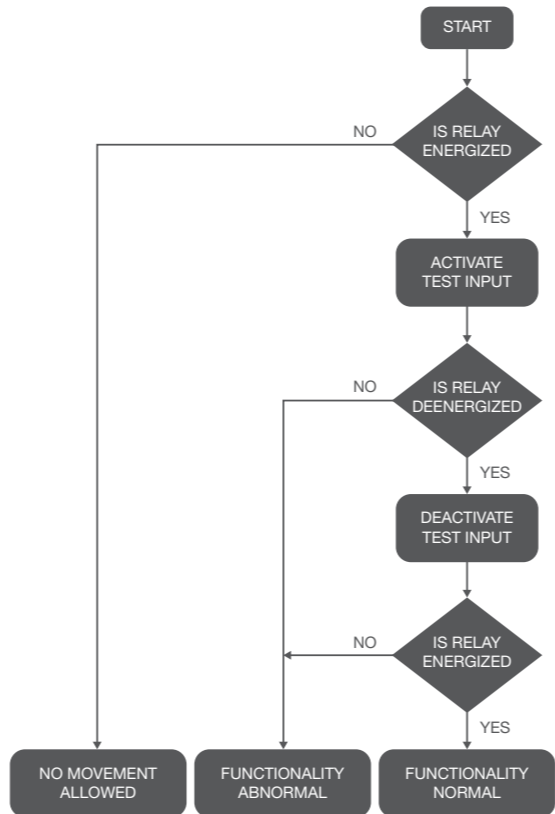 START
NO
IS RELAY
ENERGIZED
YES
ACTIVATE
TEST INPUT
NO
IS RELAY
DEENERGIZED
YES
DEACTIVATE
TEST INPUT
NO
IS RELAY
ENERGIZED
YES
NO MOVEMENT
ALLOWED
FUNCTIONALITY
ABNORMAL
FUNCTIONALITY
NORMAL